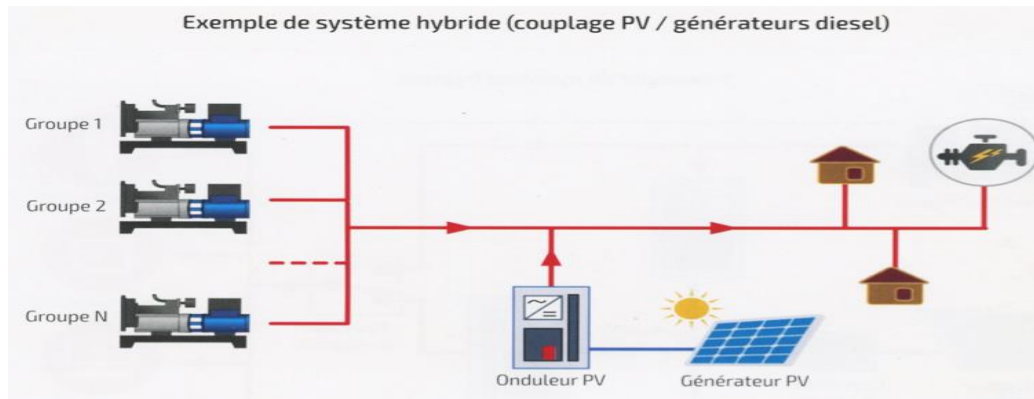 Exemple de système hybride (couplage PV / générateurs diesel)
Groupe 1
Groupe 2
Groupe N
Onduleur PV
Générateur PV